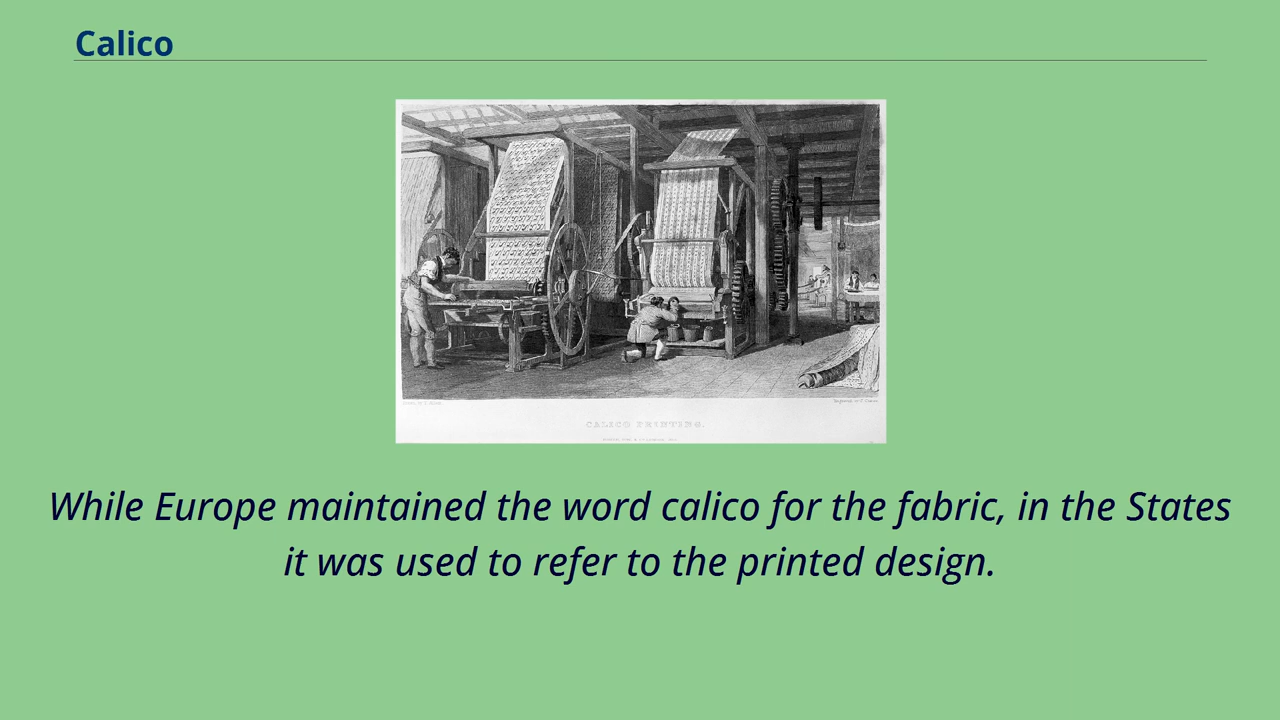 Calico
CALICO PRINTING.
While Europe maintained the word calico for the fabric, in the States
it was used to refer to the printed design.